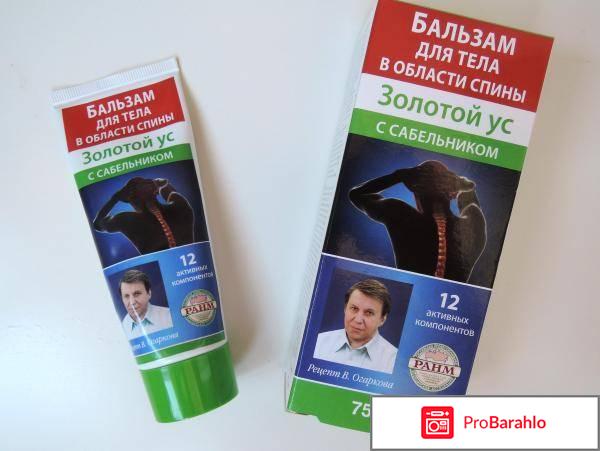 БАЛЬЗАМ
ДЛЯ ТЕЛА
В ОБЛАСТИ СПИНЫ
Золотой ус
С САБЕЛЬНИКОМ
12
активных
компонентов
РАНМ
Рецепт В. Огаркова
БАЛЬЗАМ
ДЛЯ ТЕЛА
В ОБЛАСТИ СПИНЫ
Золотой ус
С САБЕЛЬНИКОМ
12
активных
компонентов
РАНМ
Рецепт В. Огаркова
75
ProBarahlo